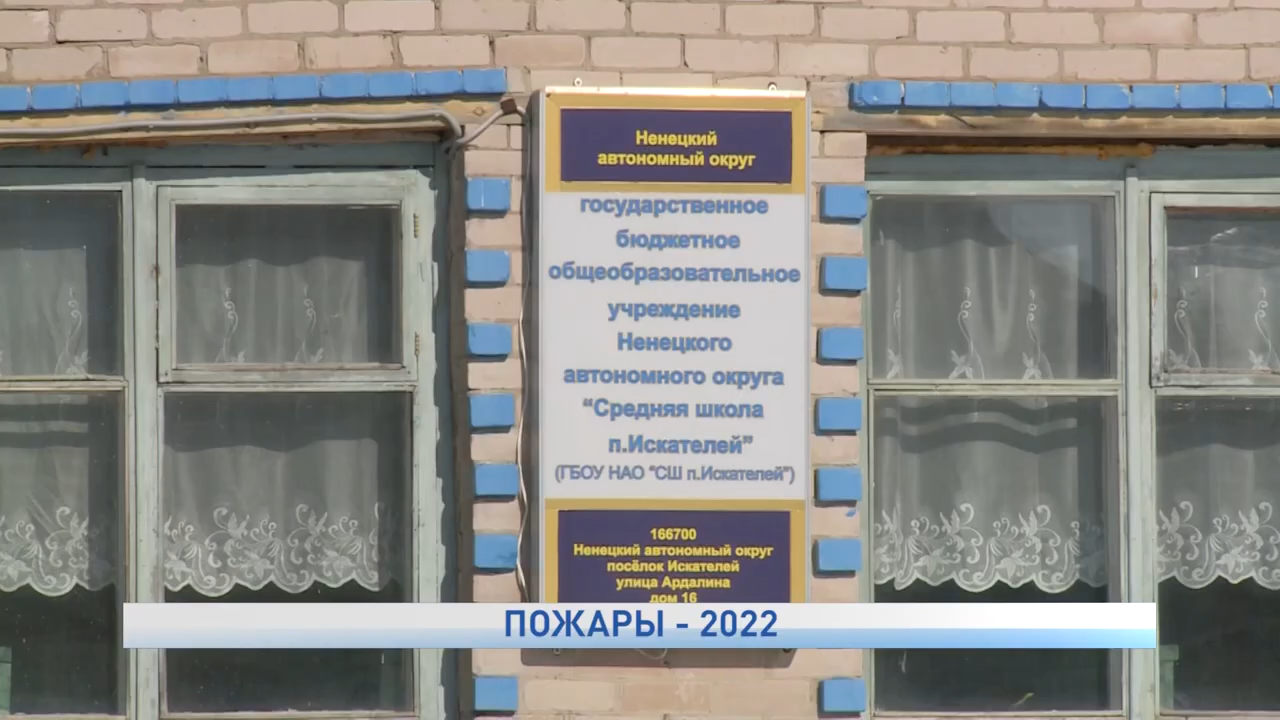 Ненецкий
автономный округ
государственное
бюджетное
общеобразовательное
учреждение
Ненецкого
автономного округа
“Средняя школа
п.Искателей”
(ГБОУ НАО “СШ п.Искателей”)
166700
Ненецкий автономный округ
посёлок Искателей
улица Ардалина
дом 16
ПОЖАРЫ - 2022